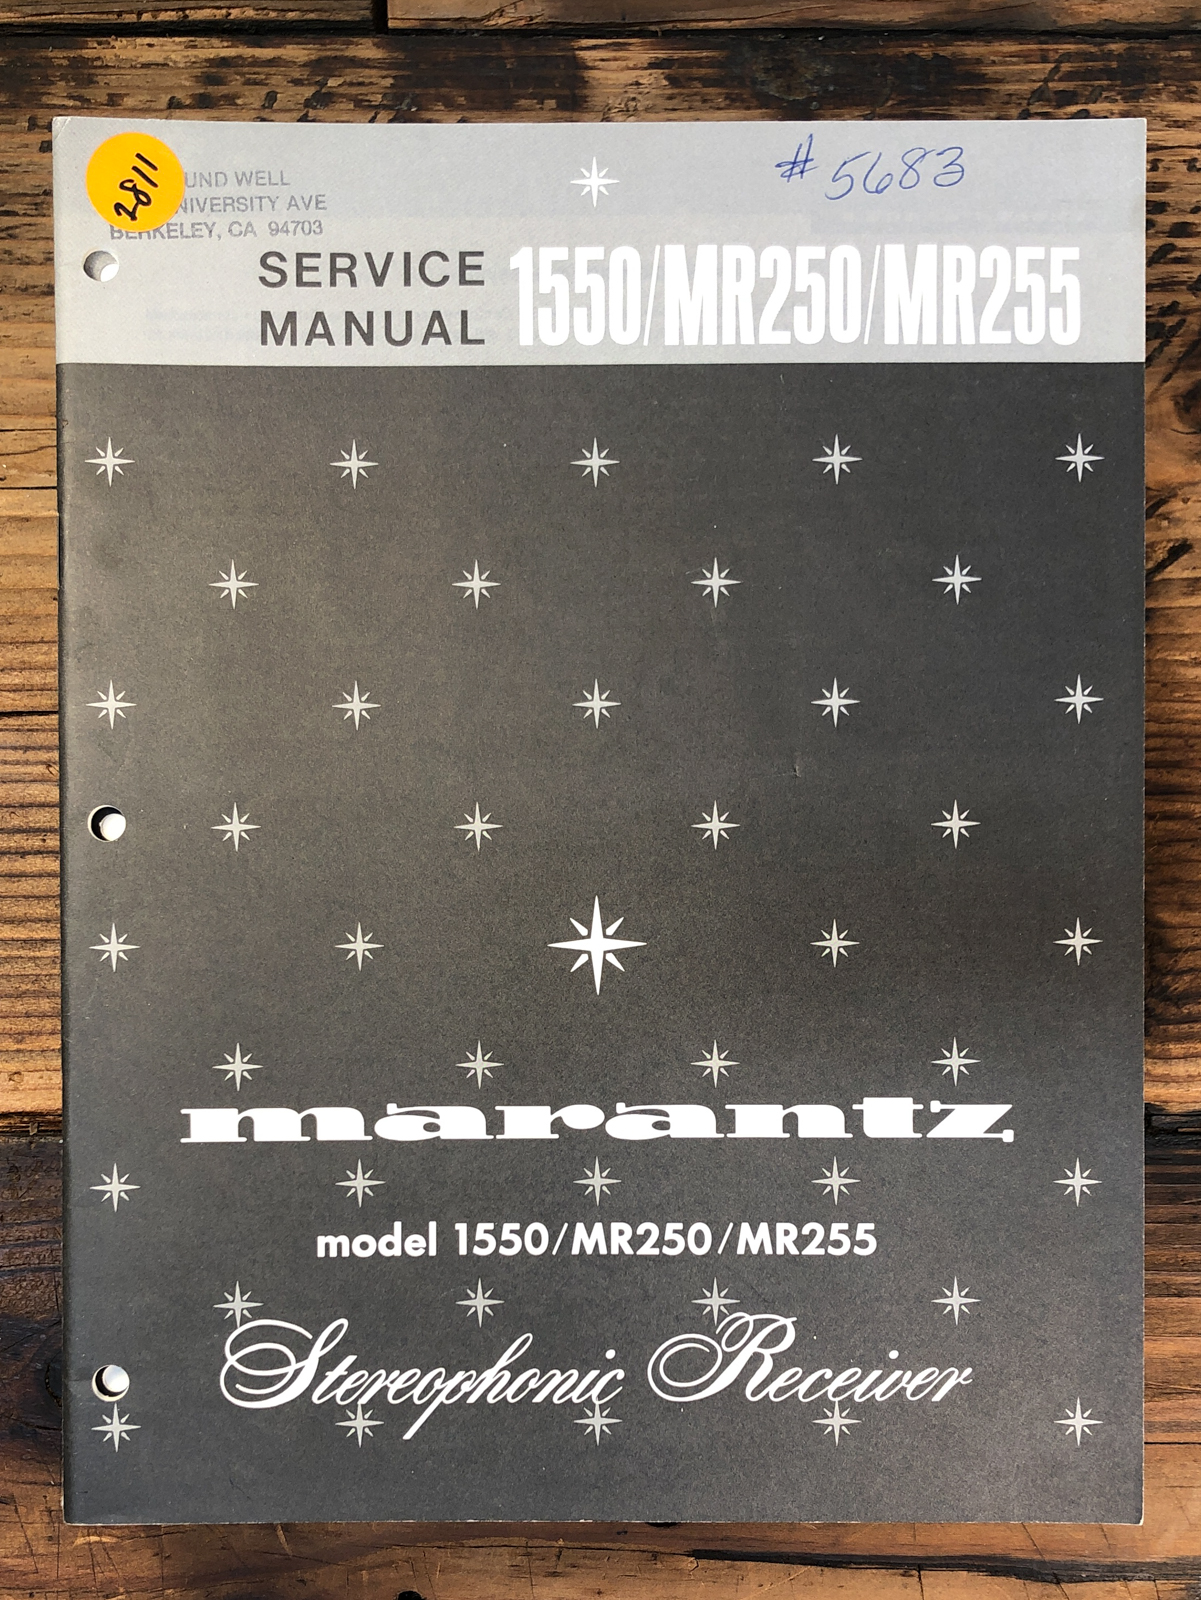 2811
UND WELL
NIVERSITY AVE
BERKELEY, CA 94703
# 5683
SERVICE
MANUAL
1550/MR250/MR255
marantz
model 1550/MR250/MR255
Stereophonic Receiver